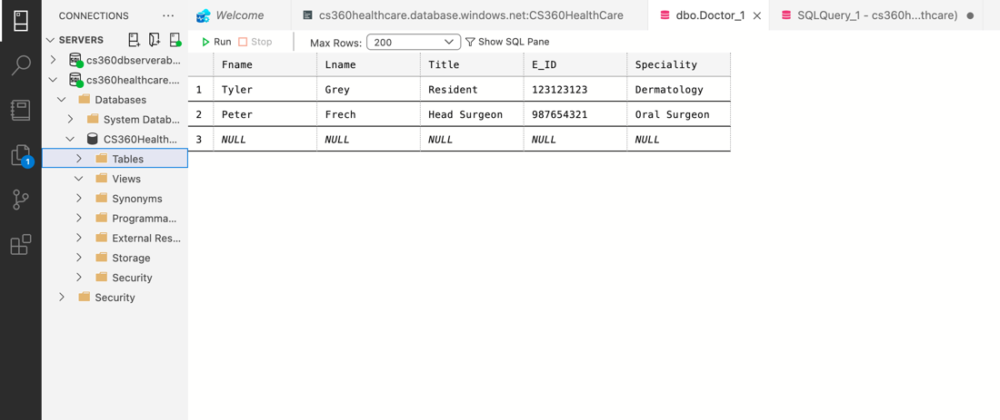 CONNECTIONS ···
Welcome
cs360healthcare.database.windows.net:CS360HealthCare
dbo.Doctor_1
SQLQuery_1 - cs360h...thcare)
SERVERS
Run
Stop
Max Rows:
200
Show SQL Pane
cs360dbserverab...
cs360healthcare....
Databases
System Datab...
CS360Health...
Tables
Views
Synonyms
Programma...
External Res...
Storage
Security
Security
1
Fname Lname Title E_ID Speciality
1 Tyler Grey Resident 123123123 Dermatology
2 Peter Frech Head Surgeon 987654321 Oral Surgeon
3 NULL NULL NULL NULL NULL